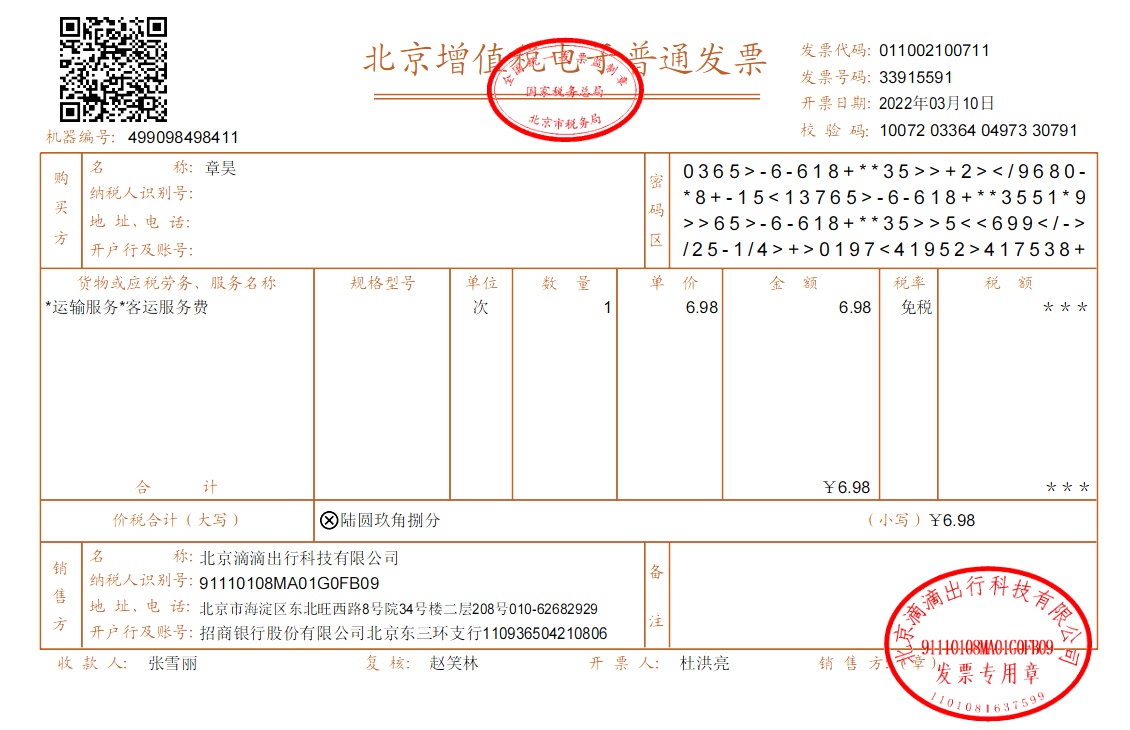 北京增值税电子普通发票
全国统一发票监制章
国家税务总局
北京市税务局
发票代码: 011002100711
发票号码: 33915591
开票日期: 2022年03月10日
校 验 码: 10072 03364 04973 30791
机器编号: 499098498411
购买方
名 称: 章昊
纳税人识别号:
地 址、电 话:
开户行及账号:
密码区
0365>-6-618+**35>>+2></9680-
*8+-15<13765>-6-618+**3551*9
>>65>-6-618+**35>>5<<699</->
/25-1/4>+>0197<41952>417538+
货物或应税劳务、服务名称 规格型号 单位 数 量 单 价 金 额 税率 税 额
*运输服务*客运服务费 次 1 6.98 6.98 免税 ***
合 计 ¥6.98 ***
价税合计（大写） ⊗陆圆玖角捌分 （小写）¥6.98
销售方
名 称: 北京滴滴出行科技有限公司
纳税人识别号: 91110108MA01G0FB09
地 址、电 话: 北京市海淀区东北旺西路8号院34号楼二层208号010-62682929
开户行及账号: 招商银行股份有限公司北京东三环支行110936504210806
备注
收 款 人: 张雪丽 复 核: 赵笑林 开 票 人: 杜洪亮 销 售 方:（章）
北京滴滴出行科技有限公司
91110108MA01G0FB09
发票专用章
1101081637599